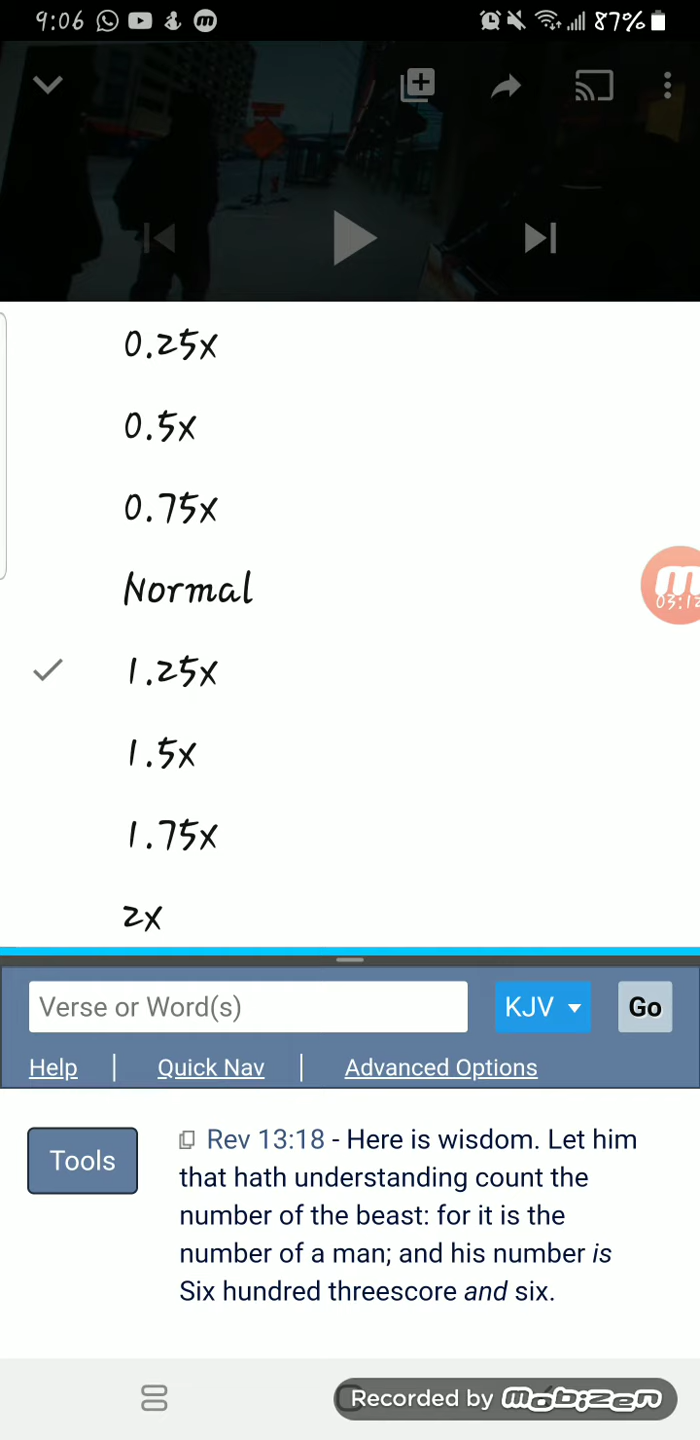 9:06 87%
0.25x
0.5x
0.75x
Normal
03:12
1.25x
1.5x
1.75x
2x
Verse or Word(s) KJV Go
Help | Quick Nav | Advanced Options
Tools
Rev 13:18 - Here is wisdom. Let him
that hath understanding count the
number of the beast: for it is the
number of a man; and his number is
Six hundred threescore and six.
Recorded by mobizen